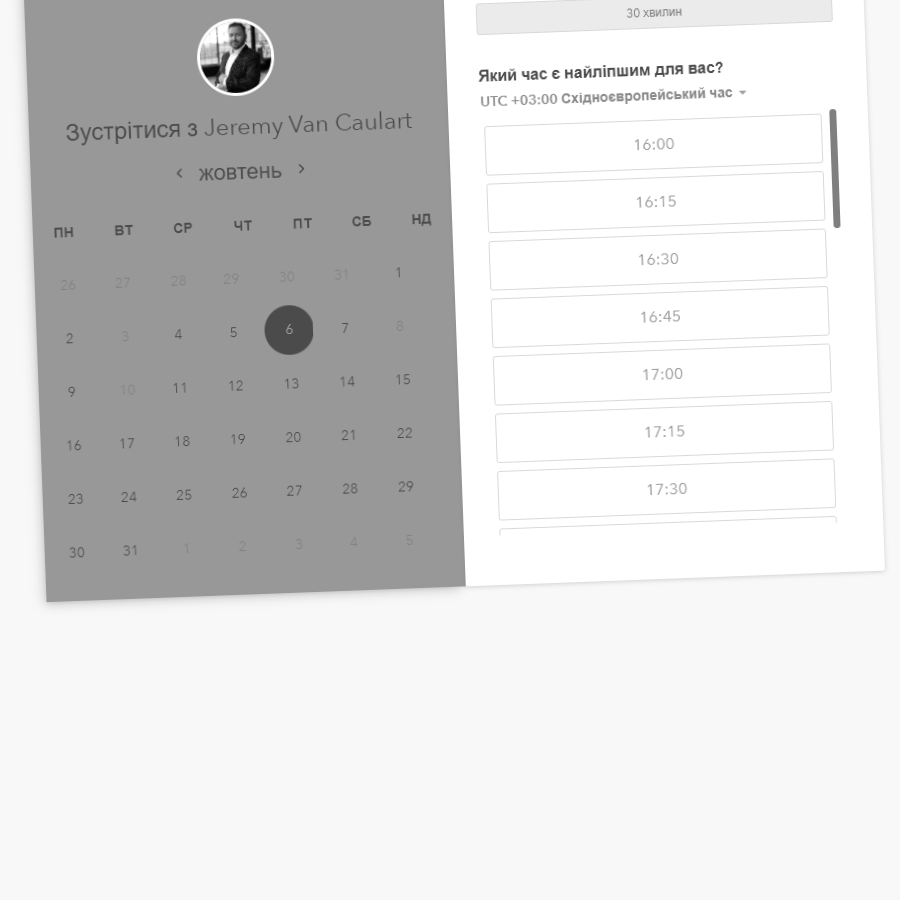 Зустрітися з Jeremy Van Caulart
‹ жовтень ›
ПН ВТ СР ЧТ ПТ СБ НД
26 27 28 29 30 31 1
2 3 4 5 6 7 8
9 10 11 12 13 14 15
16 17 18 19 20 21 22
23 24 25 26 27 28 29
30 31 1 2 3 4 5
30 хвилин
Який час є найліпшим для вас?
UTC +03:00 Східноєвропейський час
16:00
16:15
16:30
16:45
17:00
17:15
17:30